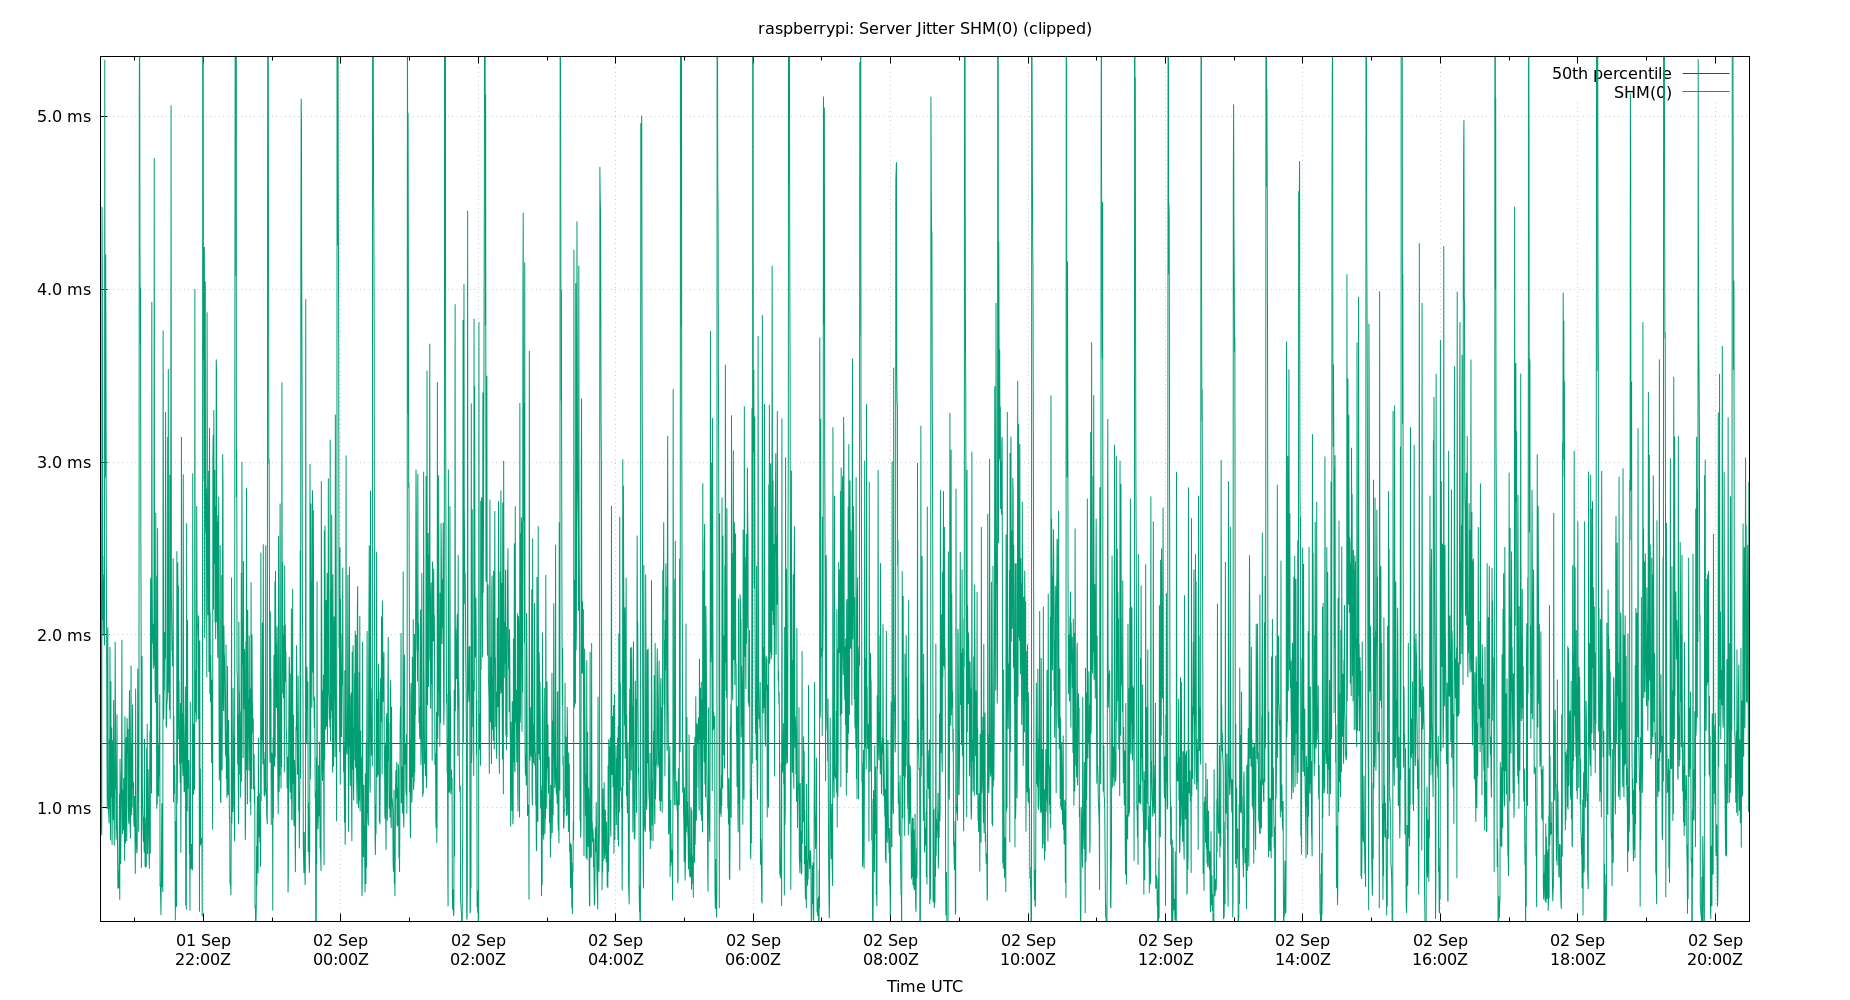 raspberrypi: Server Jitter SHM(0) (clipped)
50th percentile
SHM(0)
5.0 ms
4.0 ms
3.0 ms
2.0 ms
1.0 ms
01 Sep 02 Sep 02 Sep 02 Sep 02 Sep 02 Sep 02 Sep 02 Sep 02 Sep 02 Sep 02 Sep 02 Sep
22:00Z 00:00Z 02:00Z 04:00Z 06:00Z 08:00Z 10:00Z 12:00Z 14:00Z 16:00Z 18:00Z 20:00Z
Time UTC